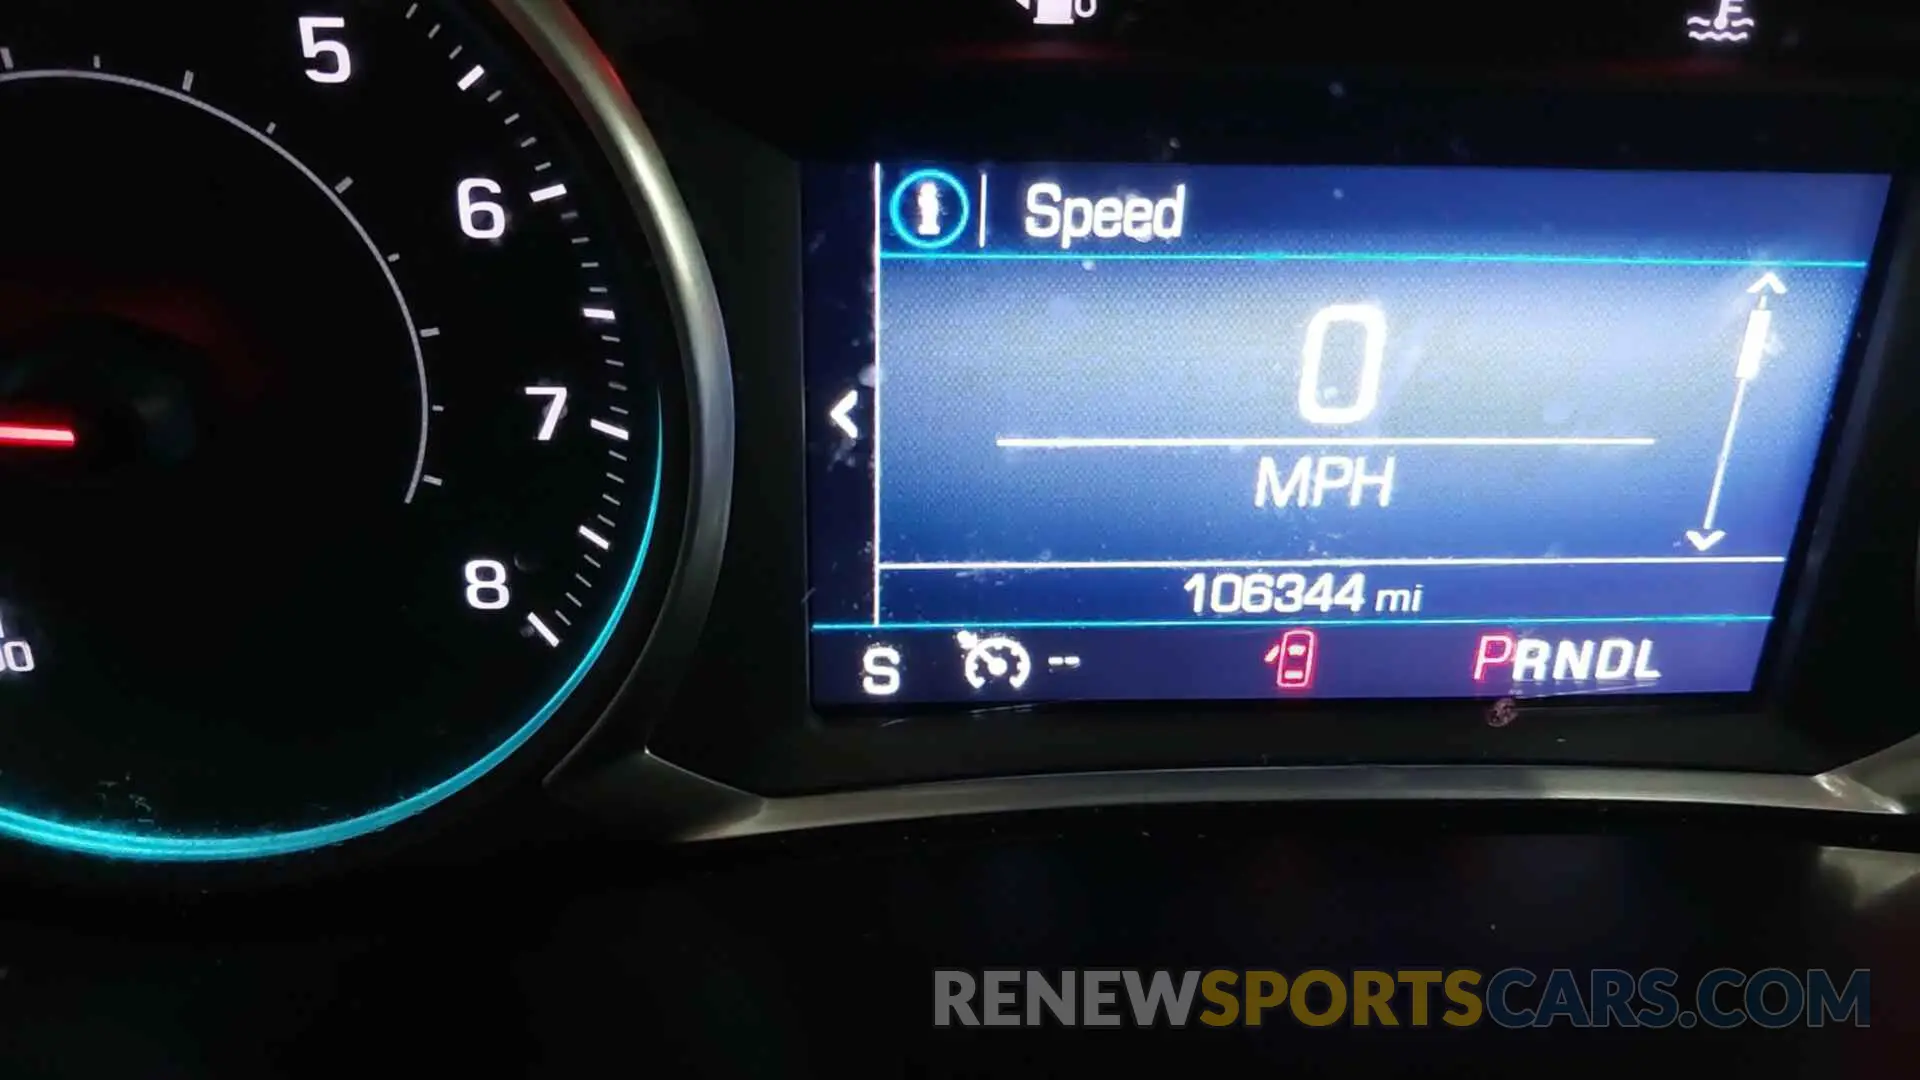 5
6
7
8
Speed
0
MPH
106344 mi
S
--
PRNDL
RENEWSPORTSCARS.COM